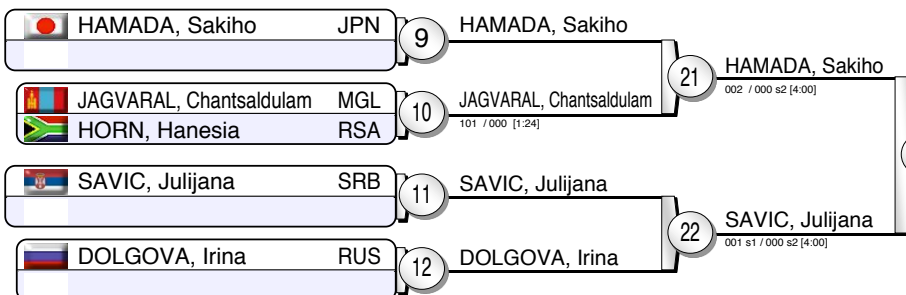 HAMADA, Sakiho JPN
9
HAMADA, Sakiho
21
HAMADA, Sakiho
002 / 000 s2 [4:00]
JAGVARAL, Chantsaldulam MGL
HORN, Hanesia RSA
10
JAGVARAL, Chantsaldulam
101 / 000 [1:24]
SAVIC, Julijana SRB
11
SAVIC, Julijana
22
SAVIC, Julijana
001 s1 / 000 s2 [4:00]
DOLGOVA, Irina RUS
12
DOLGOVA, Irina